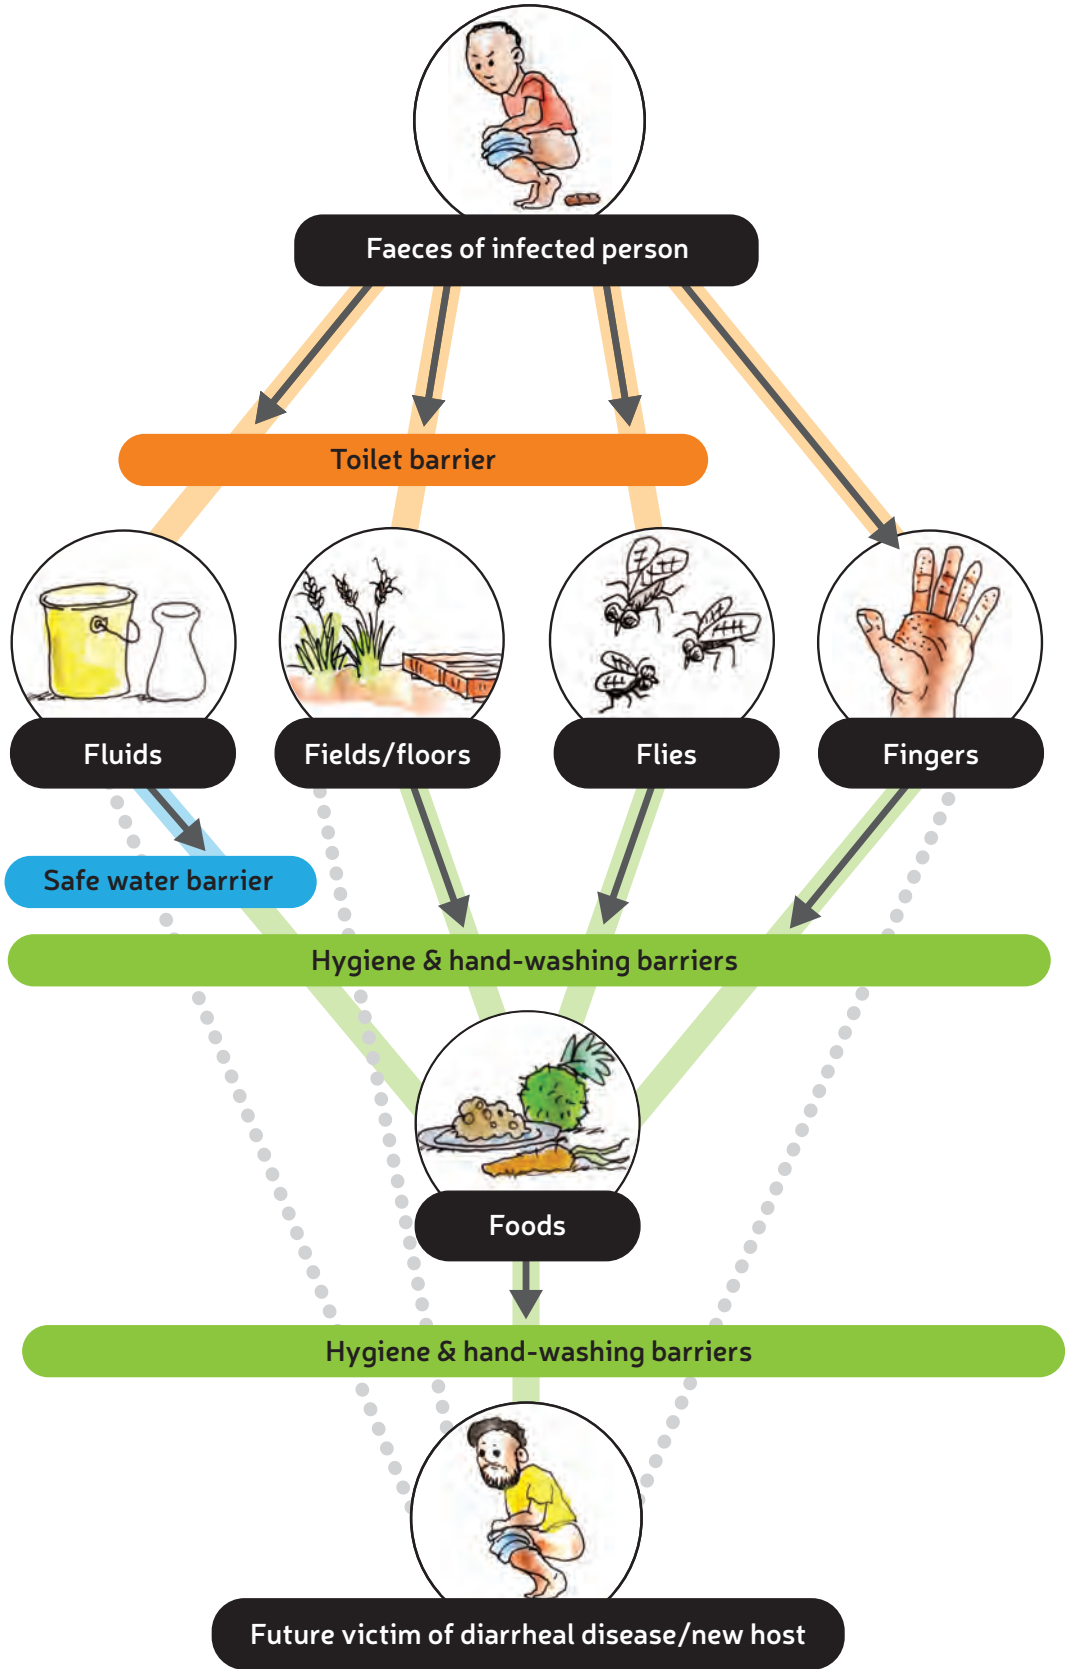 Faeces of infected person
Toilet barrier
Fluids
Fields/floors
Flies
Fingers
Safe water barrier
Hygiene & hand-washing barriers
Foods
Hygiene & hand-washing barriers
Future victim of diarrheal disease/new host